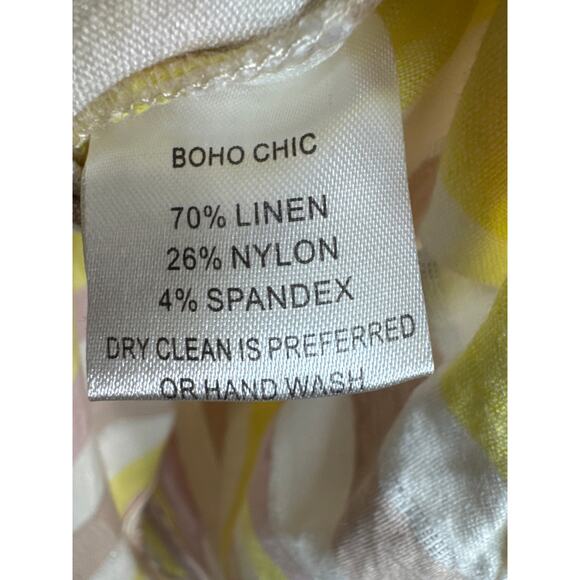 BOHO CHIC
70% LINEN
26% NYLON
4% SPANDEX
DRY CLEAN IS PREFERRED
OR HAND WASH